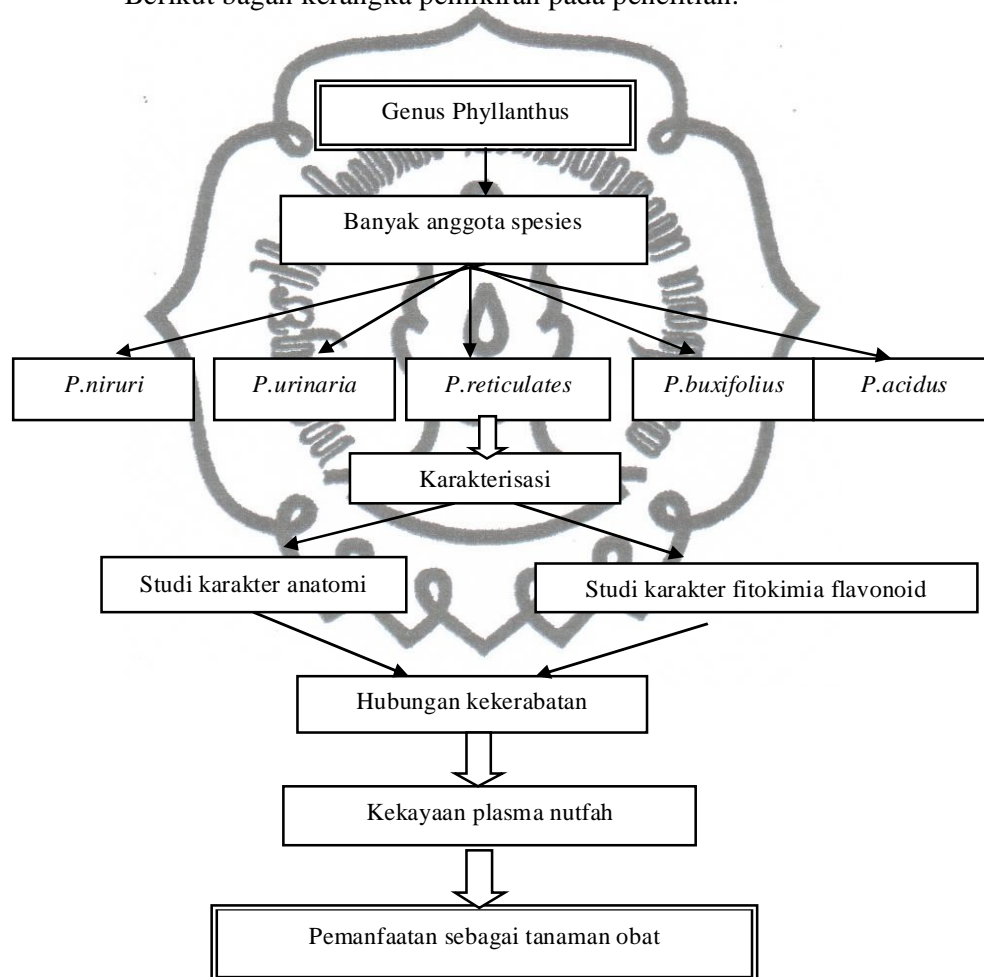 Berikut bagan kerangka pemikiran pada penelitian:
Genus Phyllanthus
Banyak anggota spesies
P.niruri
P.urinaria
P.reticulates
P.buxifolius
P.acidus
Karakterisasi
Studi karakter anatomi
Studi karakter fitokimia flavonoid
Hubungan kekerabatan
Kekayaan plasma nutfah
Pemanfaatan sebagai tanaman obat